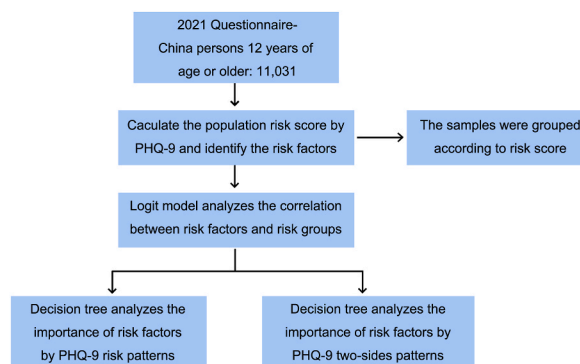 2021 Questionnaire-
China persons 12 years of
age or older: 11,031
Caculate the population risk score by
PHQ-9 and identify the risk factors
The samples were grouped
according to risk score
Logit model analyzes the correlation
between risk factors and risk groups
Decision tree analyzes the
importance of risk factors
by PHQ-9 risk patterns
Decision tree analyzes the
importance of risk factors by
PHQ-9 two-sides patterns